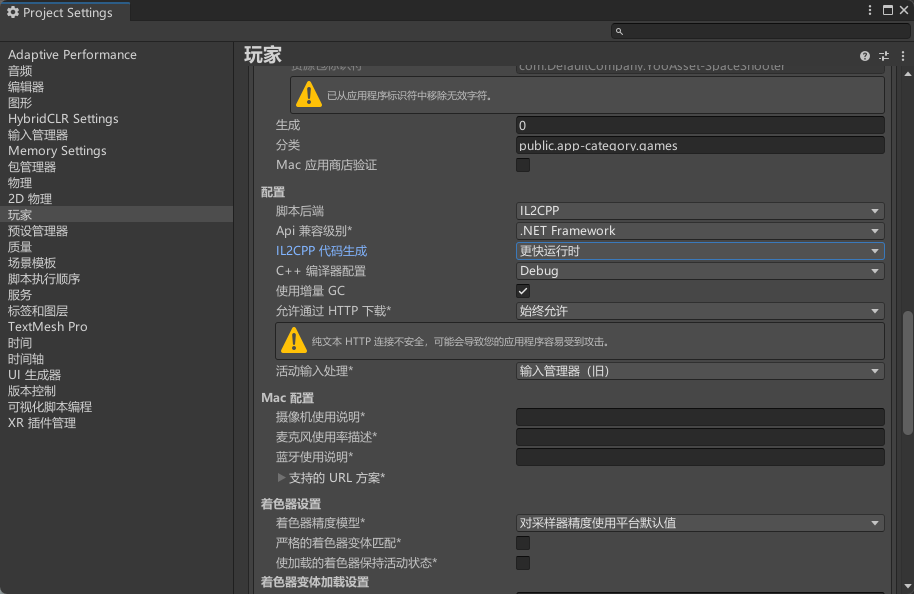 Project Settings
Adaptive Performance
音频
编辑器
图形
HybridCLR Settings
输入管理器
Memory Settings
包管理器
物理
2D 物理
玩家
预设管理器
质量
场景模板
脚本执行顺序
服务
标签和图层
TextMesh Pro
时间
时间轴
UI 生成器
版本控制
可视化脚本编程
XR 插件管理
玩家
com.DefaultCompany.YooAsset-SpaceShooter
已从应用程序标识符中移除无效字符。
生成 0
分类 public.app-category.games
Mac 应用商店验证
配置
脚本后端 IL2CPP
Api 兼容级别* .NET Framework
IL2CPP 代码生成 更快运行时
C++ 编译器配置 Debug
使用增量 GC
允许通过 HTTP 下载* 始终允许
纯文本 HTTP 连接不安全，可能会导致您的应用程序容易受到攻击。
活动输入处理* 输入管理器（旧）
Mac 配置
摄像机使用说明*
麦克风使用率描述*
蓝牙使用说明*
支持的 URL 方案*
着色器设置
着色器精度模型* 对采样器精度使用平台默认值
严格的着色器变体匹配*
使加载的着色器保持活动状态*
着色器变体加载设置